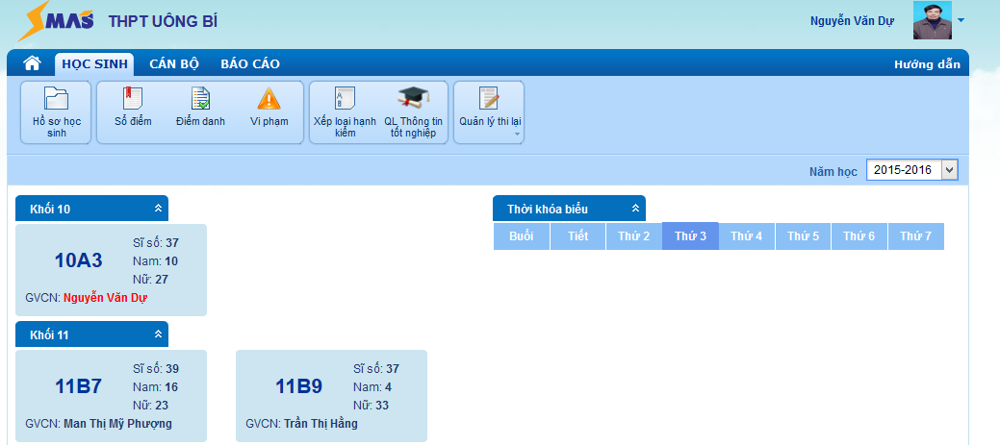 SMAS THPT UÔNG BÍ
Nguyễn Văn Dự
HỌC SINH CÁN BỘ BÁO CÁO Hướng dẫn
Hồ sơ học
sinh
Sổ điểm
Điểm danh
Vi phạm
Xếp loại hạnh
kiểm
QL Thông tin
tốt nghiệp
Quản lý thi lại
Năm học 2015-2016
Khối 10
10A3
Sĩ số: 37
Nam: 10
Nữ: 27
GVCN: Nguyễn Văn Dự
Khối 11
11B7
Sĩ số: 39
Nam: 16
Nữ: 23
GVCN: Man Thị Mỹ Phượng
11B9
Sĩ số: 37
Nam: 4
Nữ: 33
GVCN: Trần Thị Hằng
Thời khóa biểu
Buổi Tiết Thứ 2 Thứ 3 Thứ 4 Thứ 5 Thứ 6 Thứ 7